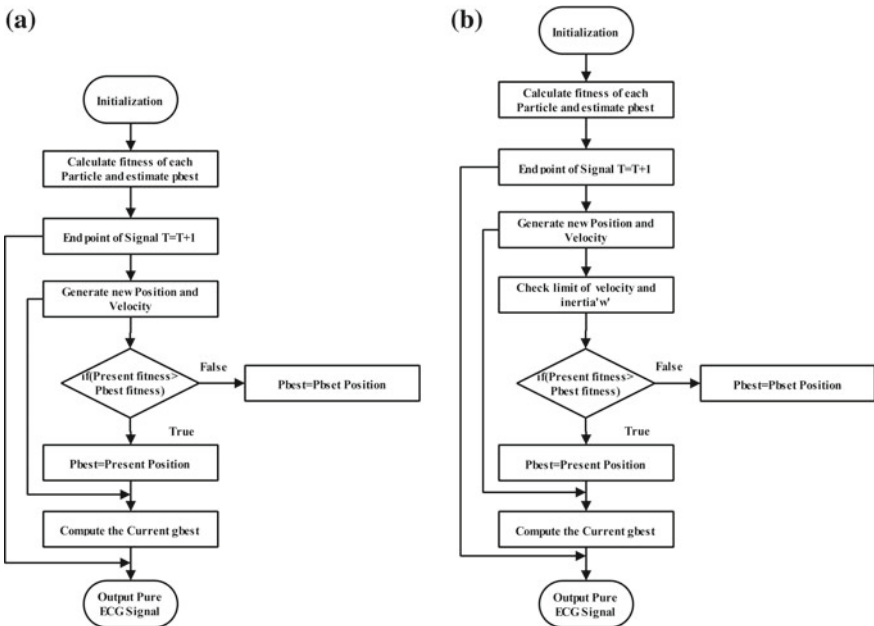 (a)
Initialization
Calculate fitness of each
Particle and estimate pbest
End point of Signal T=T+1
Generate new Position and
Velocity
if(Present fitness>
Pbest fitness)
False
Pbest=Pbset Position
True
Pbest=Present Position
Compute the Current gbest
Output Pure
ECG Signal
(b)
Initialization
Calculate fitness of each
Particle and estimate pbest
End point of Signal T=T+1
Generate new Position and
Velocity
Check limit of velocity and
inertia'w'
if(Present fitness>
Pbest fitness)
False
Pbest=Pbset Position
True
Pbest=Present Position
Compute the Current gbest
Output Pure
ECG Signal